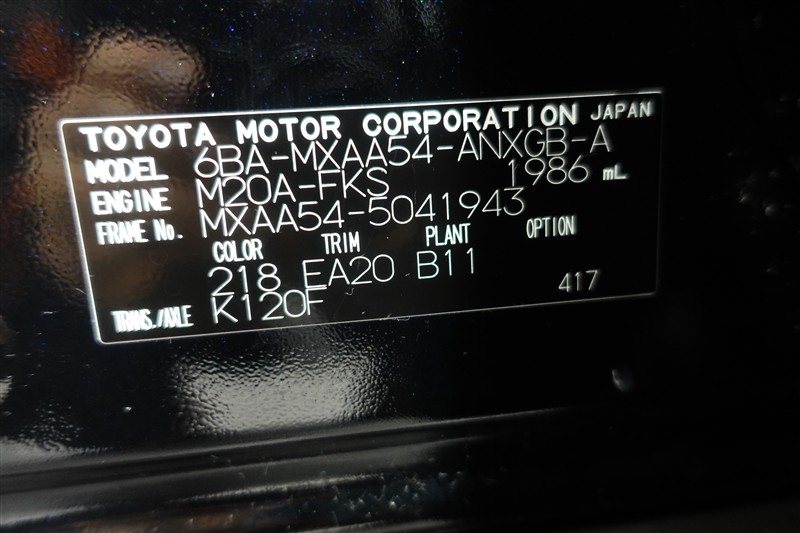 TOYOTA MOTOR CORPORATION JAPAN
MODEL 6BA-MXAA54-ANXGB-A
ENGINE M20A-FKS 1986 mL
FRAME No. MXAA54-5041943
COLOR TRIM PLANT OPTION
218 EA20 B11
TRANS./AXLE K120F 417